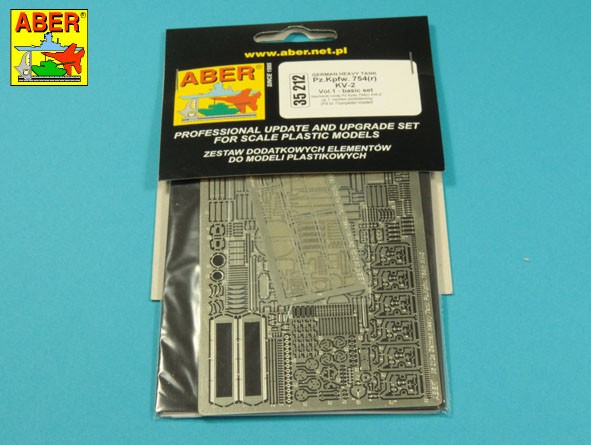 ABER
®
www.aber.net.pl
ABER
SINCE 1995
35 212
GERMAN HEAVY TANK
Pz.Kpfw. 754(r)
KV-2
Vol.1 - basic set
PROFESSIONAL UPDATE AND UPGRADE SET
FOR SCALE PLASTIC MODELS
ZESTAW DODATKOWYCH ELEMENTÓW
DO MODELI PLASTIKOWYCH